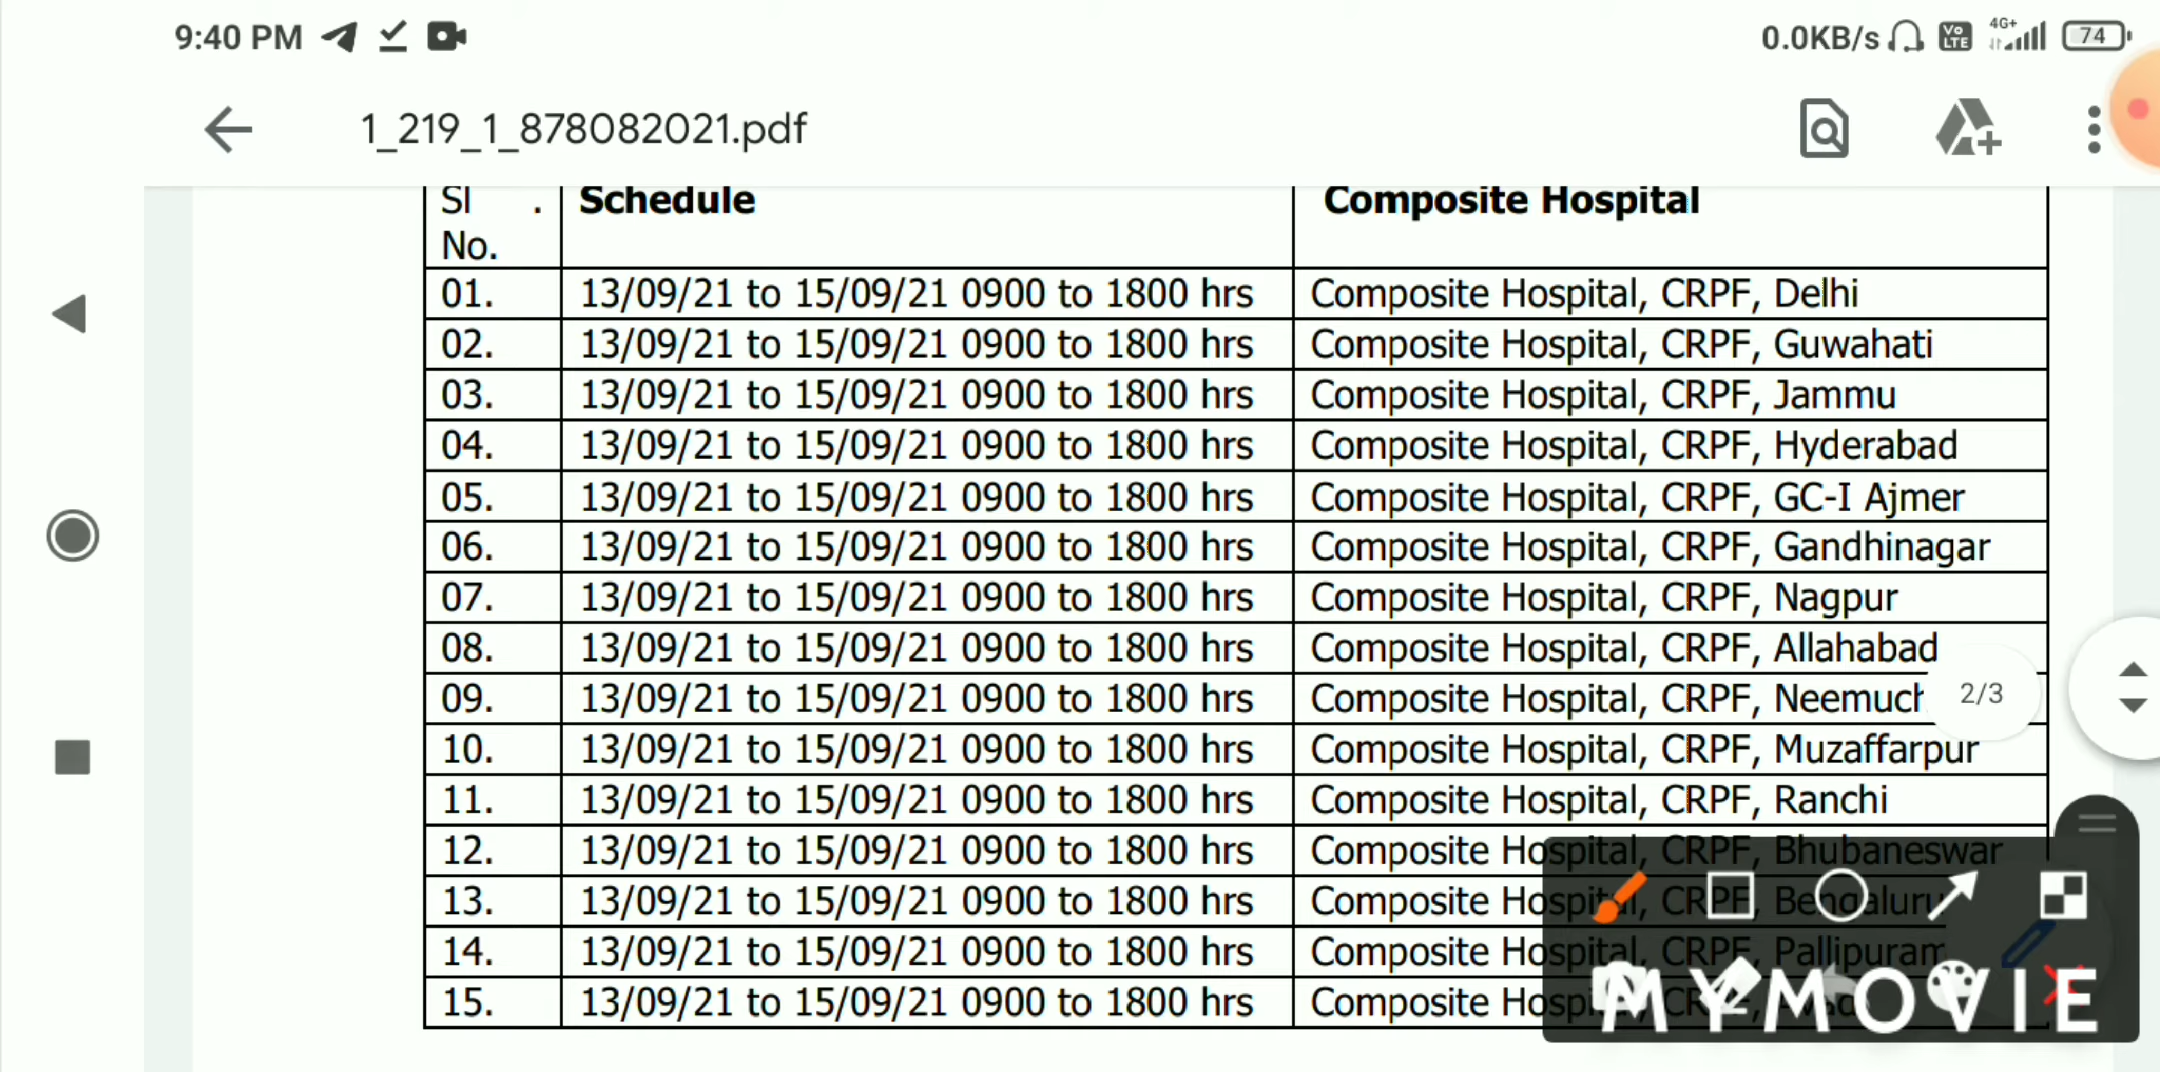 9:40 PM
0.0KB/s
Vo
LTE
4G+
74
1_219_1_878082021.pdf
Sl . No. Schedule Composite Hospital
01. 13/09/21 to 15/09/21 0900 to 1800 hrs Composite Hospital, CRPF, Delhi
02. 13/09/21 to 15/09/21 0900 to 1800 hrs Composite Hospital, CRPF, Guwahati
03. 13/09/21 to 15/09/21 0900 to 1800 hrs Composite Hospital, CRPF, Jammu
04. 13/09/21 to 15/09/21 0900 to 1800 hrs Composite Hospital, CRPF, Hyderabad
05. 13/09/21 to 15/09/21 0900 to 1800 hrs Composite Hospital, CRPF, GC-I Ajmer
06. 13/09/21 to 15/09/21 0900 to 1800 hrs Composite Hospital, CRPF, Gandhinagar
07. 13/09/21 to 15/09/21 0900 to 1800 hrs Composite Hospital, CRPF, Nagpur
08. 13/09/21 to 15/09/21 0900 to 1800 hrs Composite Hospital, CRPF, Allahabad
09. 13/09/21 to 15/09/21 0900 to 1800 hrs Composite Hospital, CRPF, Neemuch
2/3
10. 13/09/21 to 15/09/21 0900 to 1800 hrs Composite Hospital, CRPF, Muzaffarpur
11. 13/09/21 to 15/09/21 0900 to 1800 hrs Composite Hospital, CRPF, Ranchi
12. 13/09/21 to 15/09/21 0900 to 1800 hrs Composite Hospital, CRPF, Bhubaneswar
13. 13/09/21 to 15/09/21 0900 to 1800 hrs Composite Hospital, CRPF, Bengaluru
14. 13/09/21 to 15/09/21 0900 to 1800 hrs Composite Hospital, CRPF, Pallipuram
15. 13/09/21 to 15/09/21 0900 to 1800 hrs Composite Hospital,
MYMOVIE